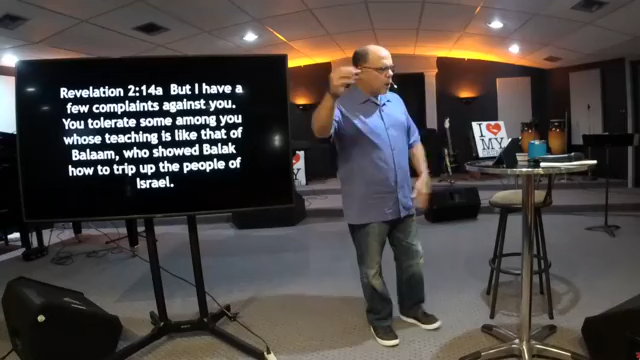 Revelation 2:14a But I have a
few complaints against you.
You tolerate some among you
whose teaching is like that of
Balaam, who showed Balak
how to trip up the people of
Israel.
I
MY